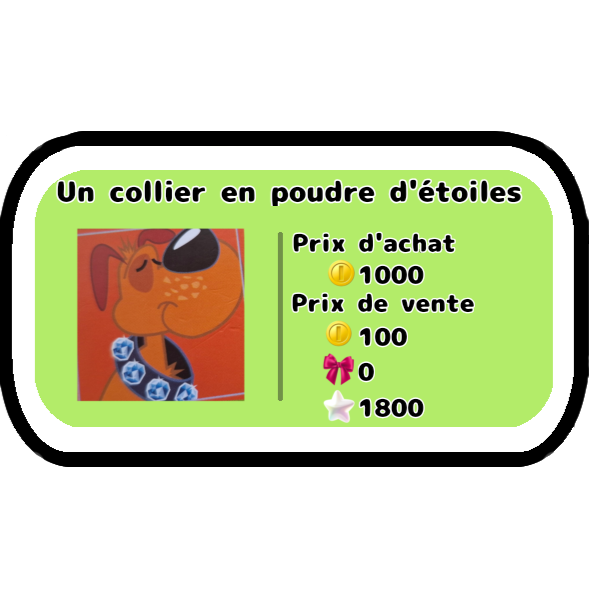 Un collier en poudre d'étoiles
Prix d'achat
1000
Prix de vente
100
0
1800